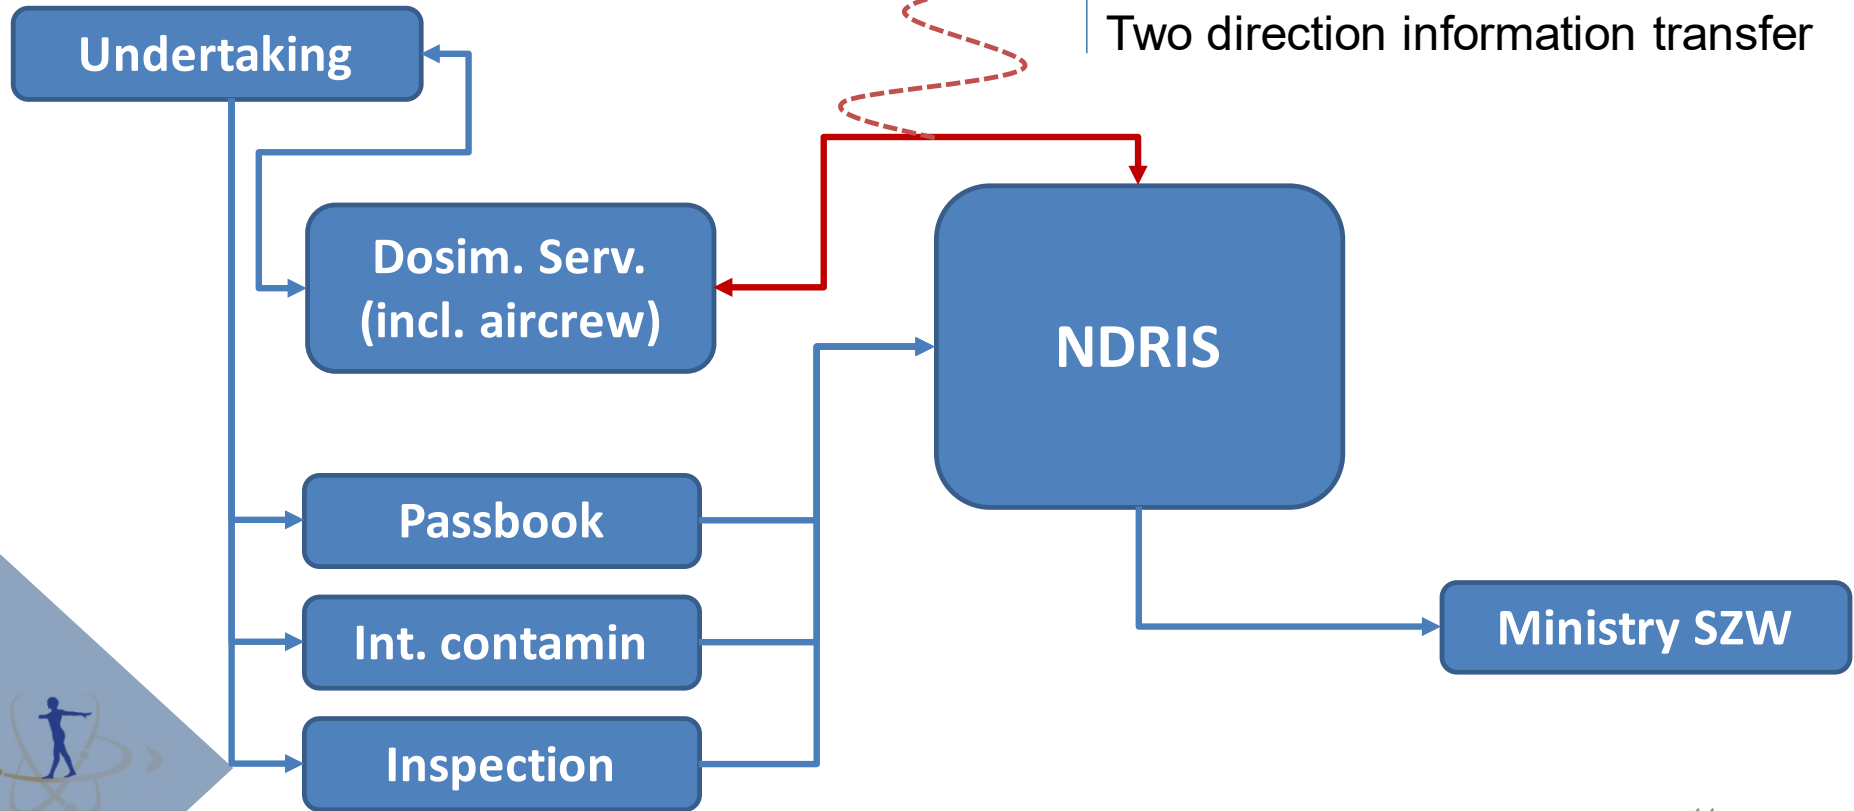 Two direction information transfer
Undertaking
Dosim. Serv.
(incl. aircrew)
NDRIS
Passbook
Int. contamin
Ministry SZW
Inspection